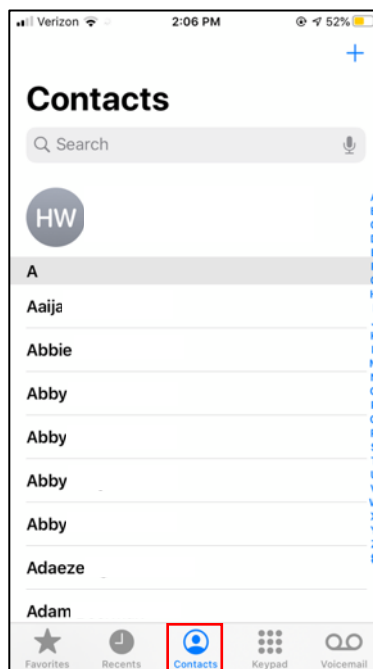 Verizon 2:06 PM 52%
+
Contacts
Search
HW
A
Aaija
Abbie
Abby
Abby
Abby
Abby
Adaeze
Adam
Favorites Recents Contacts Keypad Voicemail